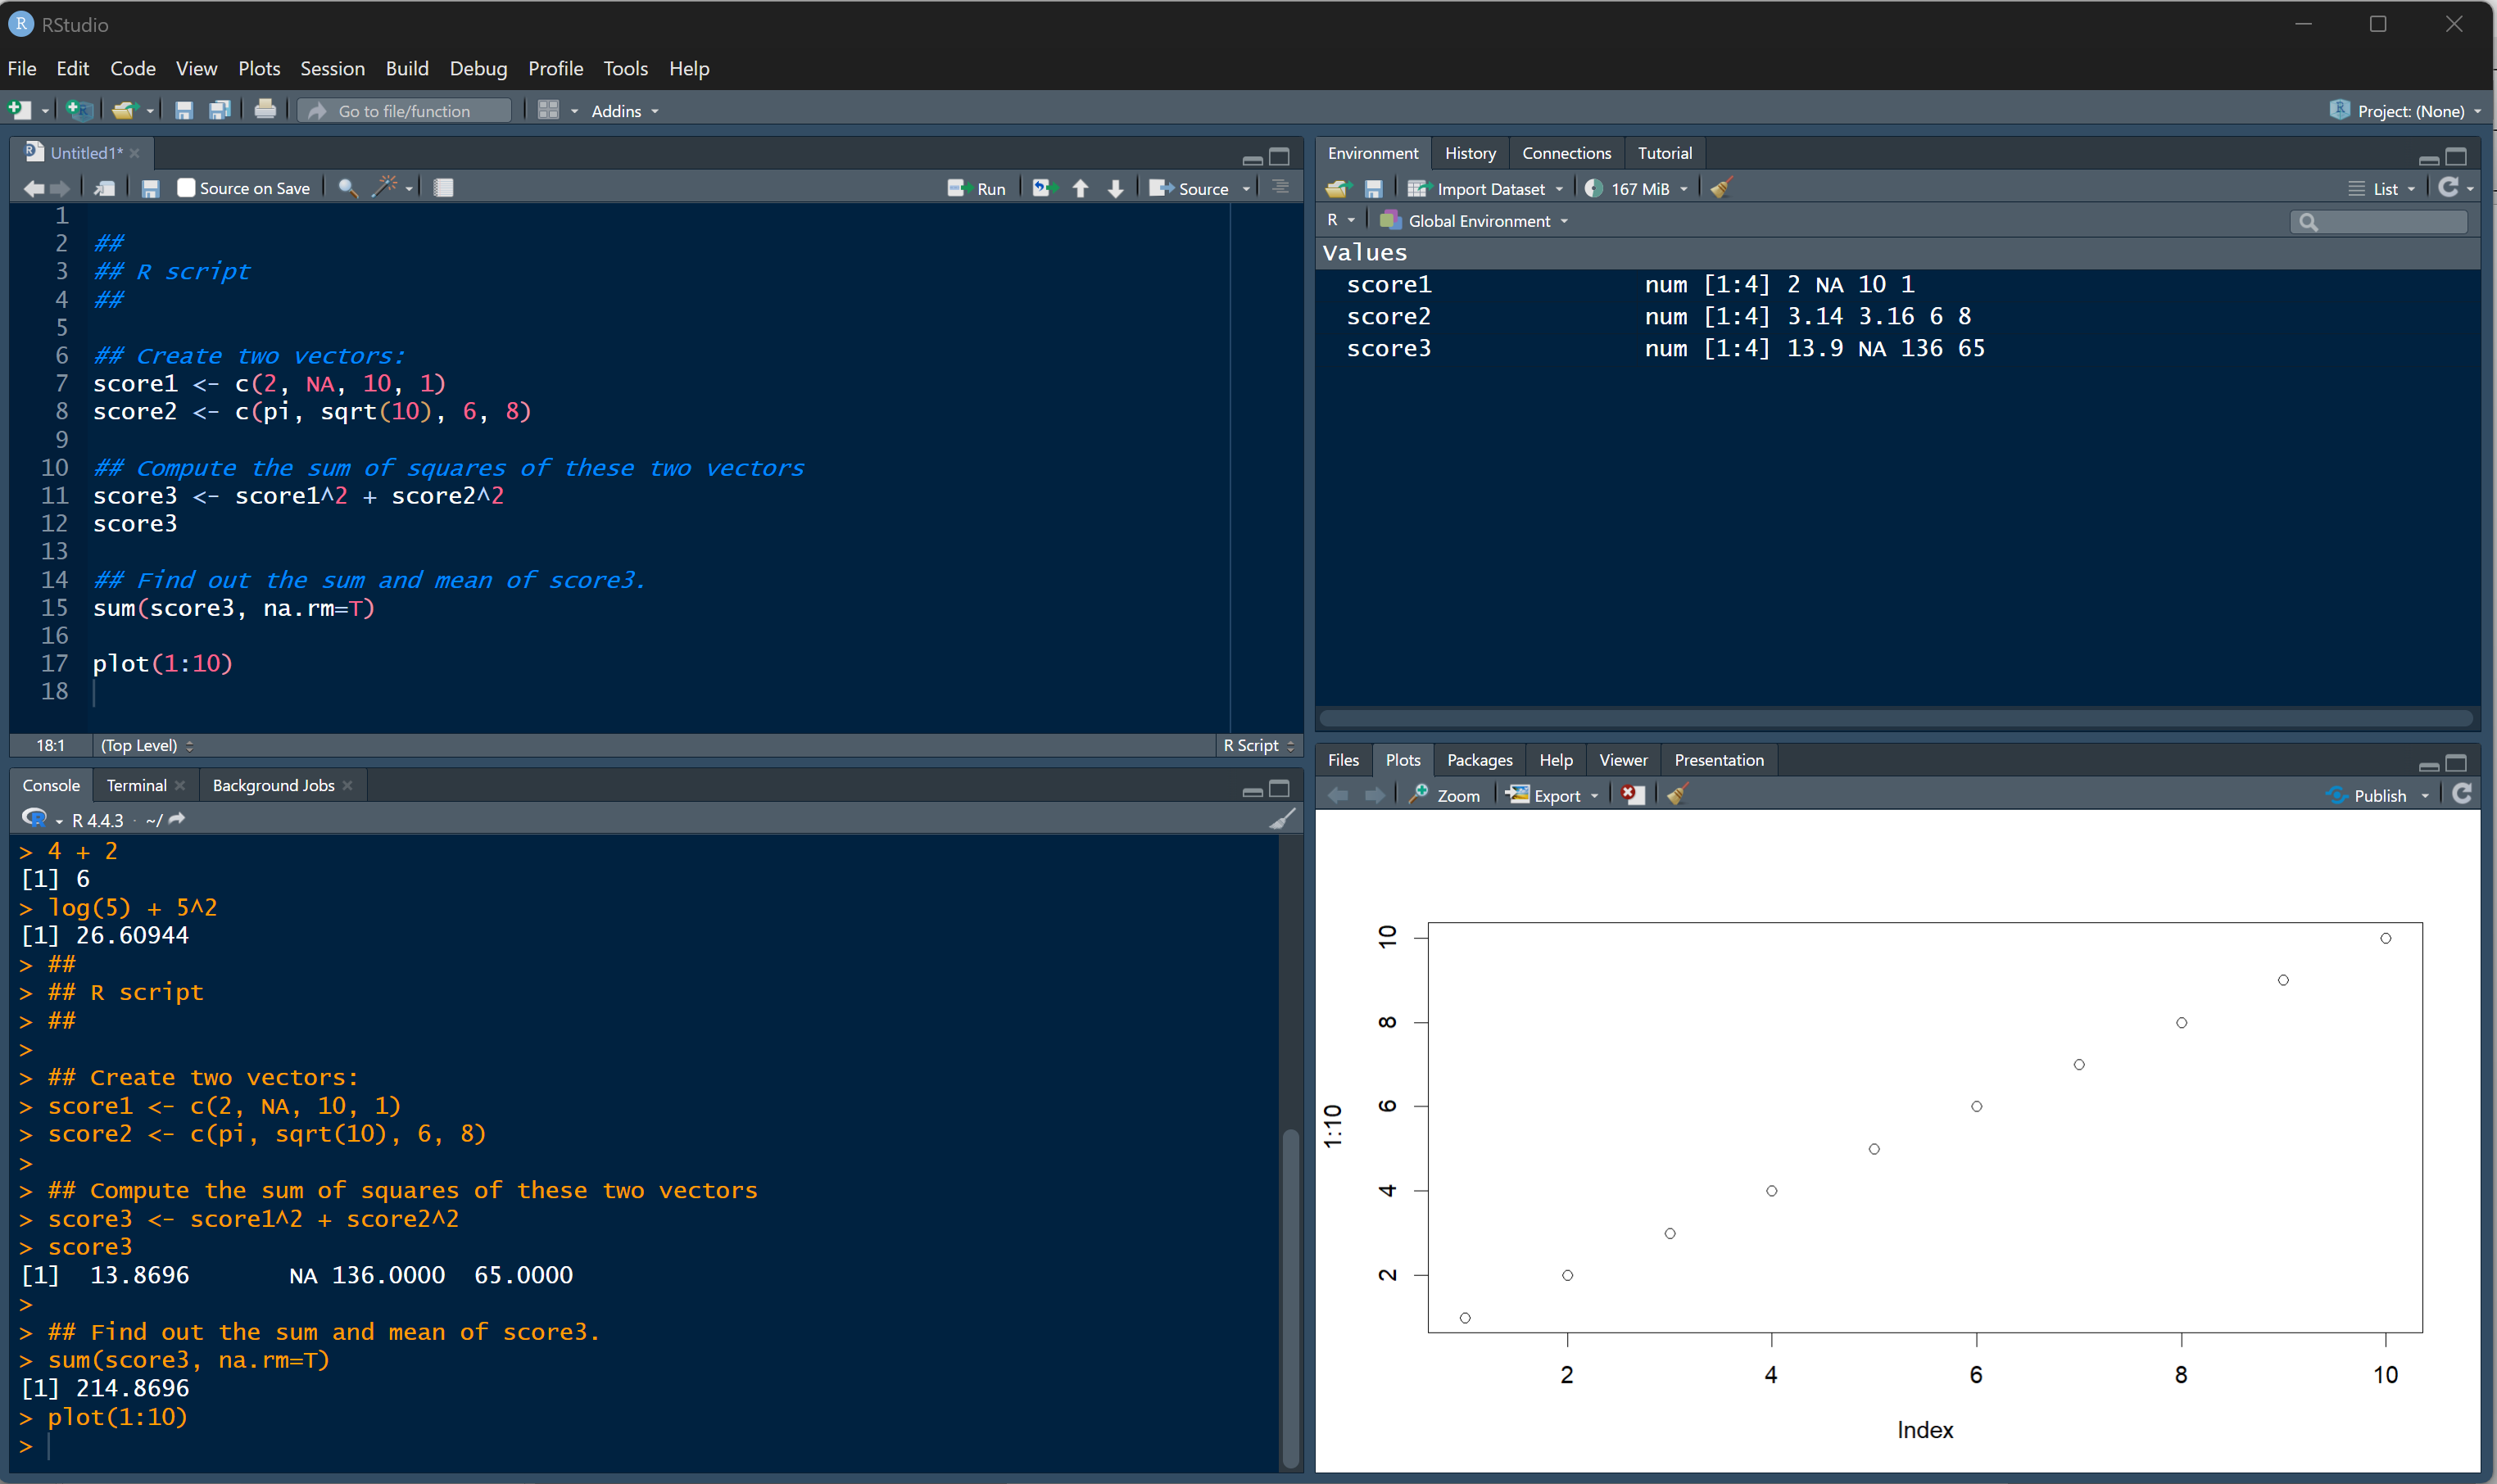 RStudio
File Edit Code View Plots Session Build Debug Profile Tools Help
Go to file/function Addins Project: (None)
Untitled1*
Source on Save Run Source
1
2 ##
3 ## R script
4 ##
5
6 ## Create two vectors:
7 score1 <- c(2, NA, 10, 1)
8 score2 <- c(pi, sqrt(10), 6, 8)
9
10 ## Compute the sum of squares of these two vectors
11 score3 <- score1^2 + score2^2
12 score3
13
14 ## Find out the sum and mean of score3.
15 sum(score3, na.rm=T)
16
17 plot(1:10)
18
18:1 (Top Level) R Script
Console Terminal Background Jobs
R 4.4.3 · ~/
> 4 + 2
[1] 6
> log(5) + 5^2
[1] 26.60944
> ##
> ## R script
> ##
>
> ## Create two vectors:
> score1 <- c(2, NA, 10, 1)
> score2 <- c(pi, sqrt(10), 6, 8)
>
> ## Compute the sum of squares of these two vectors
> score3 <- score1^2 + score2^2
> score3
[1]  13.8696       NA 136.0000  65.0000
>
> ## Find out the sum and mean of score3.
> sum(score3, na.rm=T)
[1] 214.8696
> plot(1:10)
>
Environment History Connections Tutorial
Import Dataset 167 MiB List
R Global Environment
Values
score1 num [1:4] 2 NA 10 1
score2 num [1:4] 3.14 3.16 6 8
score3 num [1:4] 13.9 NA 136 65
Files Plots Packages Help Viewer Presentation
Zoom Export Publish
10
8
6
4
2
1:10
2 4 6 8 10
Index